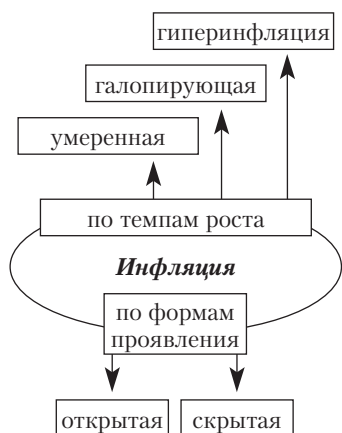 гиперинфляция
галопирующая
умеренная
по темпам роста
Инфляция
по формам
проявления
открытая
скрытая